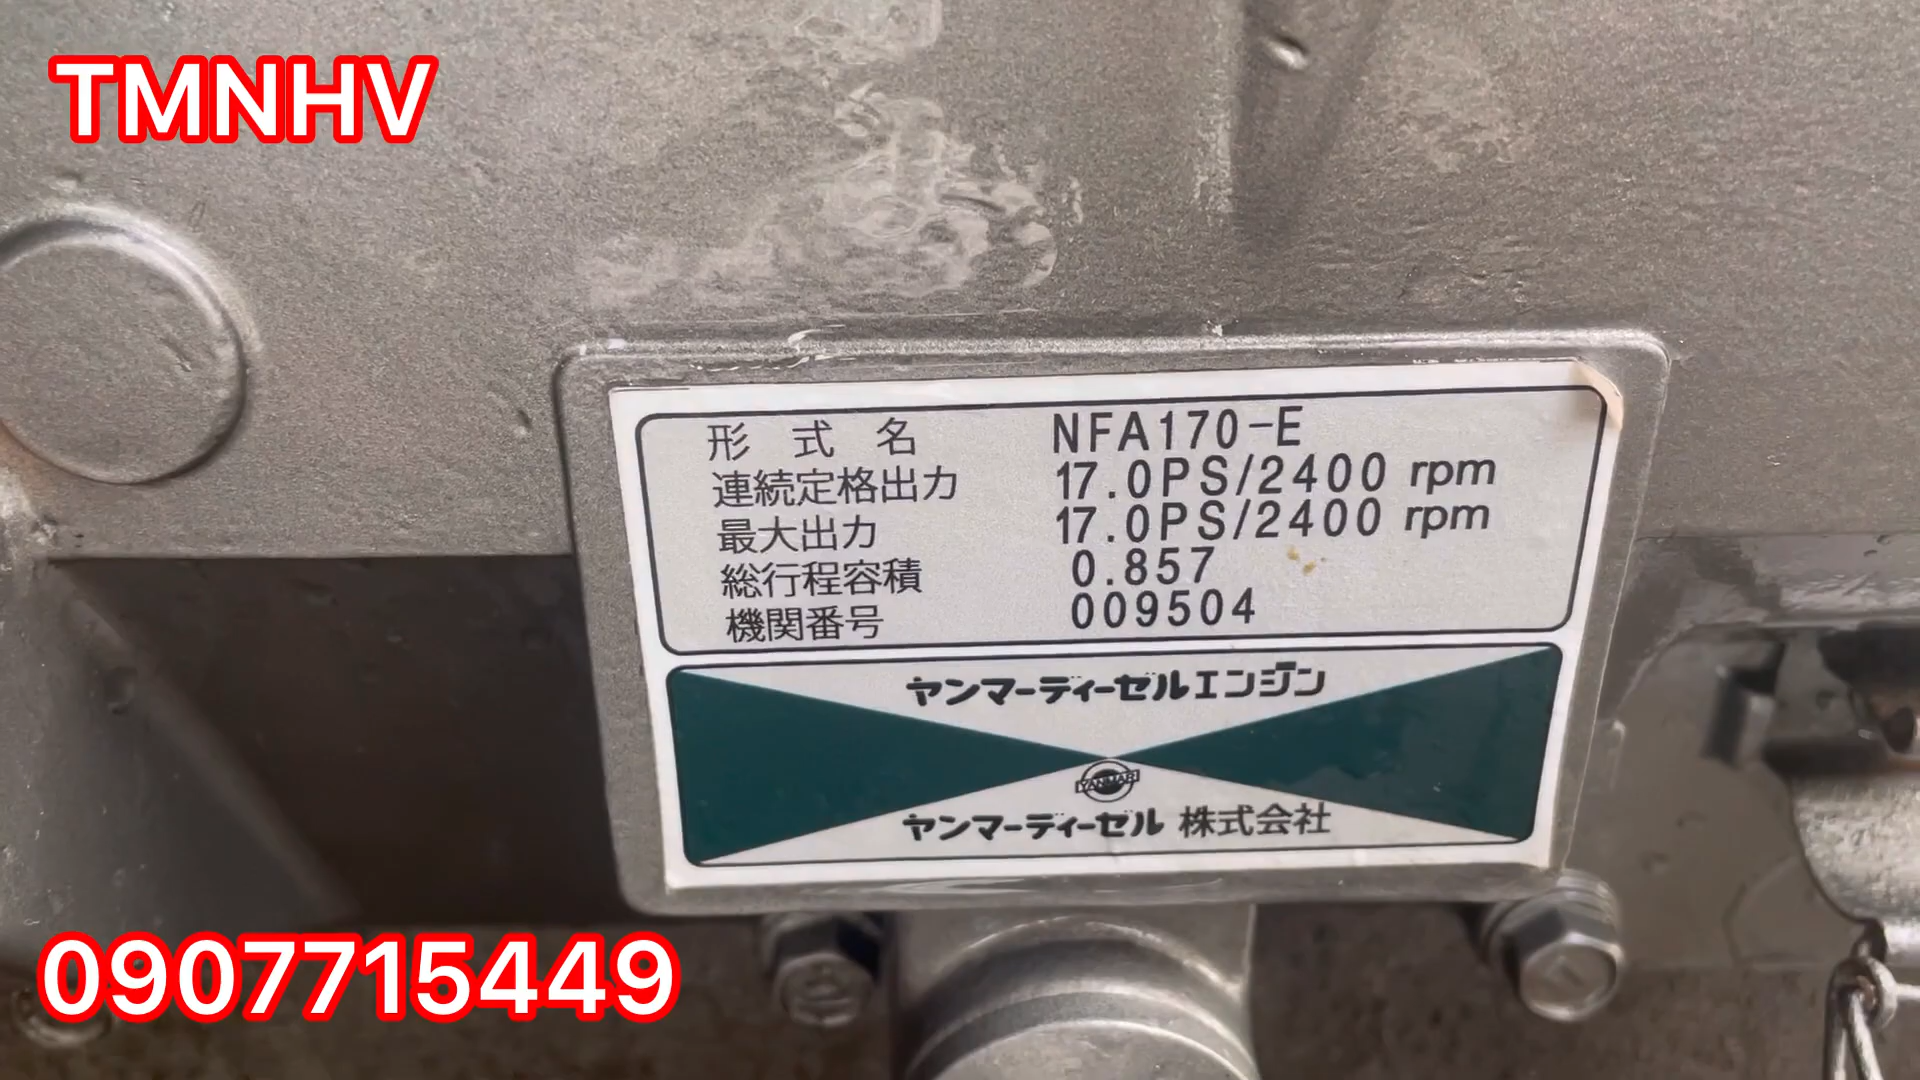 TMNHV
形 式 名 NFA170-E
連続定格出力 17.0PS/2400 rpm
最大出力 17.0PS/2400 rpm
総行程容積 0.857
機関番号 009504
ヤンマーディーゼルエンジン
YANMAR
ヤンマーディーゼル 株式会社
0907715449